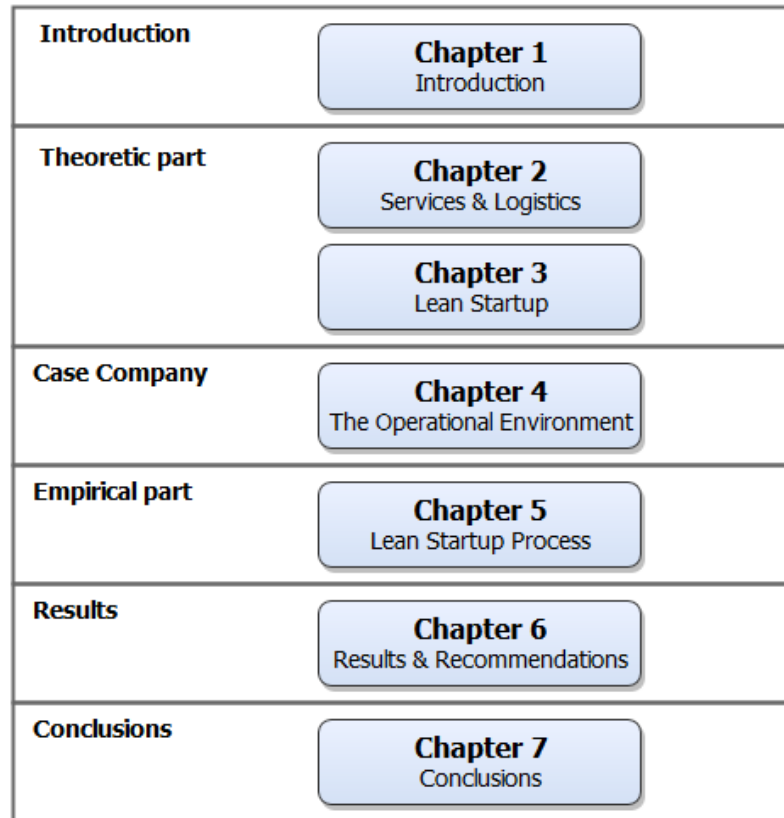 Introduction
Chapter 1
Introduction
Theoretic part
Chapter 2
Services & Logistics
Chapter 3
Lean Startup
Case Company
Chapter 4
The Operational Environment
Empirical part
Chapter 5
Lean Startup Process
Results
Chapter 6
Results & Recommendations
Conclusions
Chapter 7
Conclusions